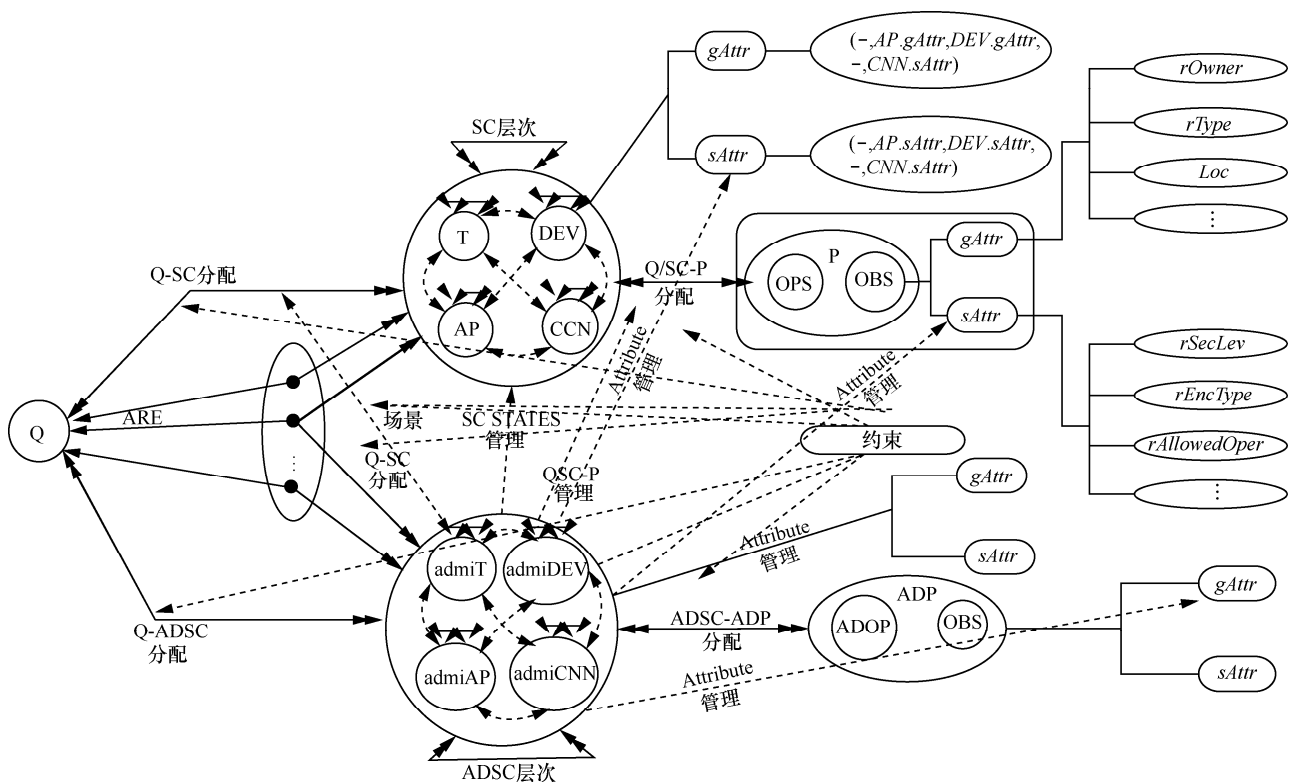 gAttr
(−,AP.gAttr,DEV.gAttr,
−,CNN.sAttr)
sAttr
(−,AP.sAttr,DEV.sAttr,
−,CNN.sAttr)
rOwner
rType
Loc
⋮
SC层次
T
DEV
AP
CCN
Q-SC分配
Q/SC-P
分配
P
OPS
OBS
gAttr
sAttr
rSecLev
rEncType
rAllowedOper
⋮
Attribute
管理
Attribute
管理
Q
ARE
⋮
场景
SC STATES
管理
Q-SC
分配
QSC-P
管理
约束
gAttr
sAttr
Attribute
管理
admiT
admiDEV
admiAP
admiCNN
Q-ADSC
分配
ADSC-ADP
分配
ADP
ADOP
OBS
gAttr
sAttr
Attribute
管理
ADSC层次